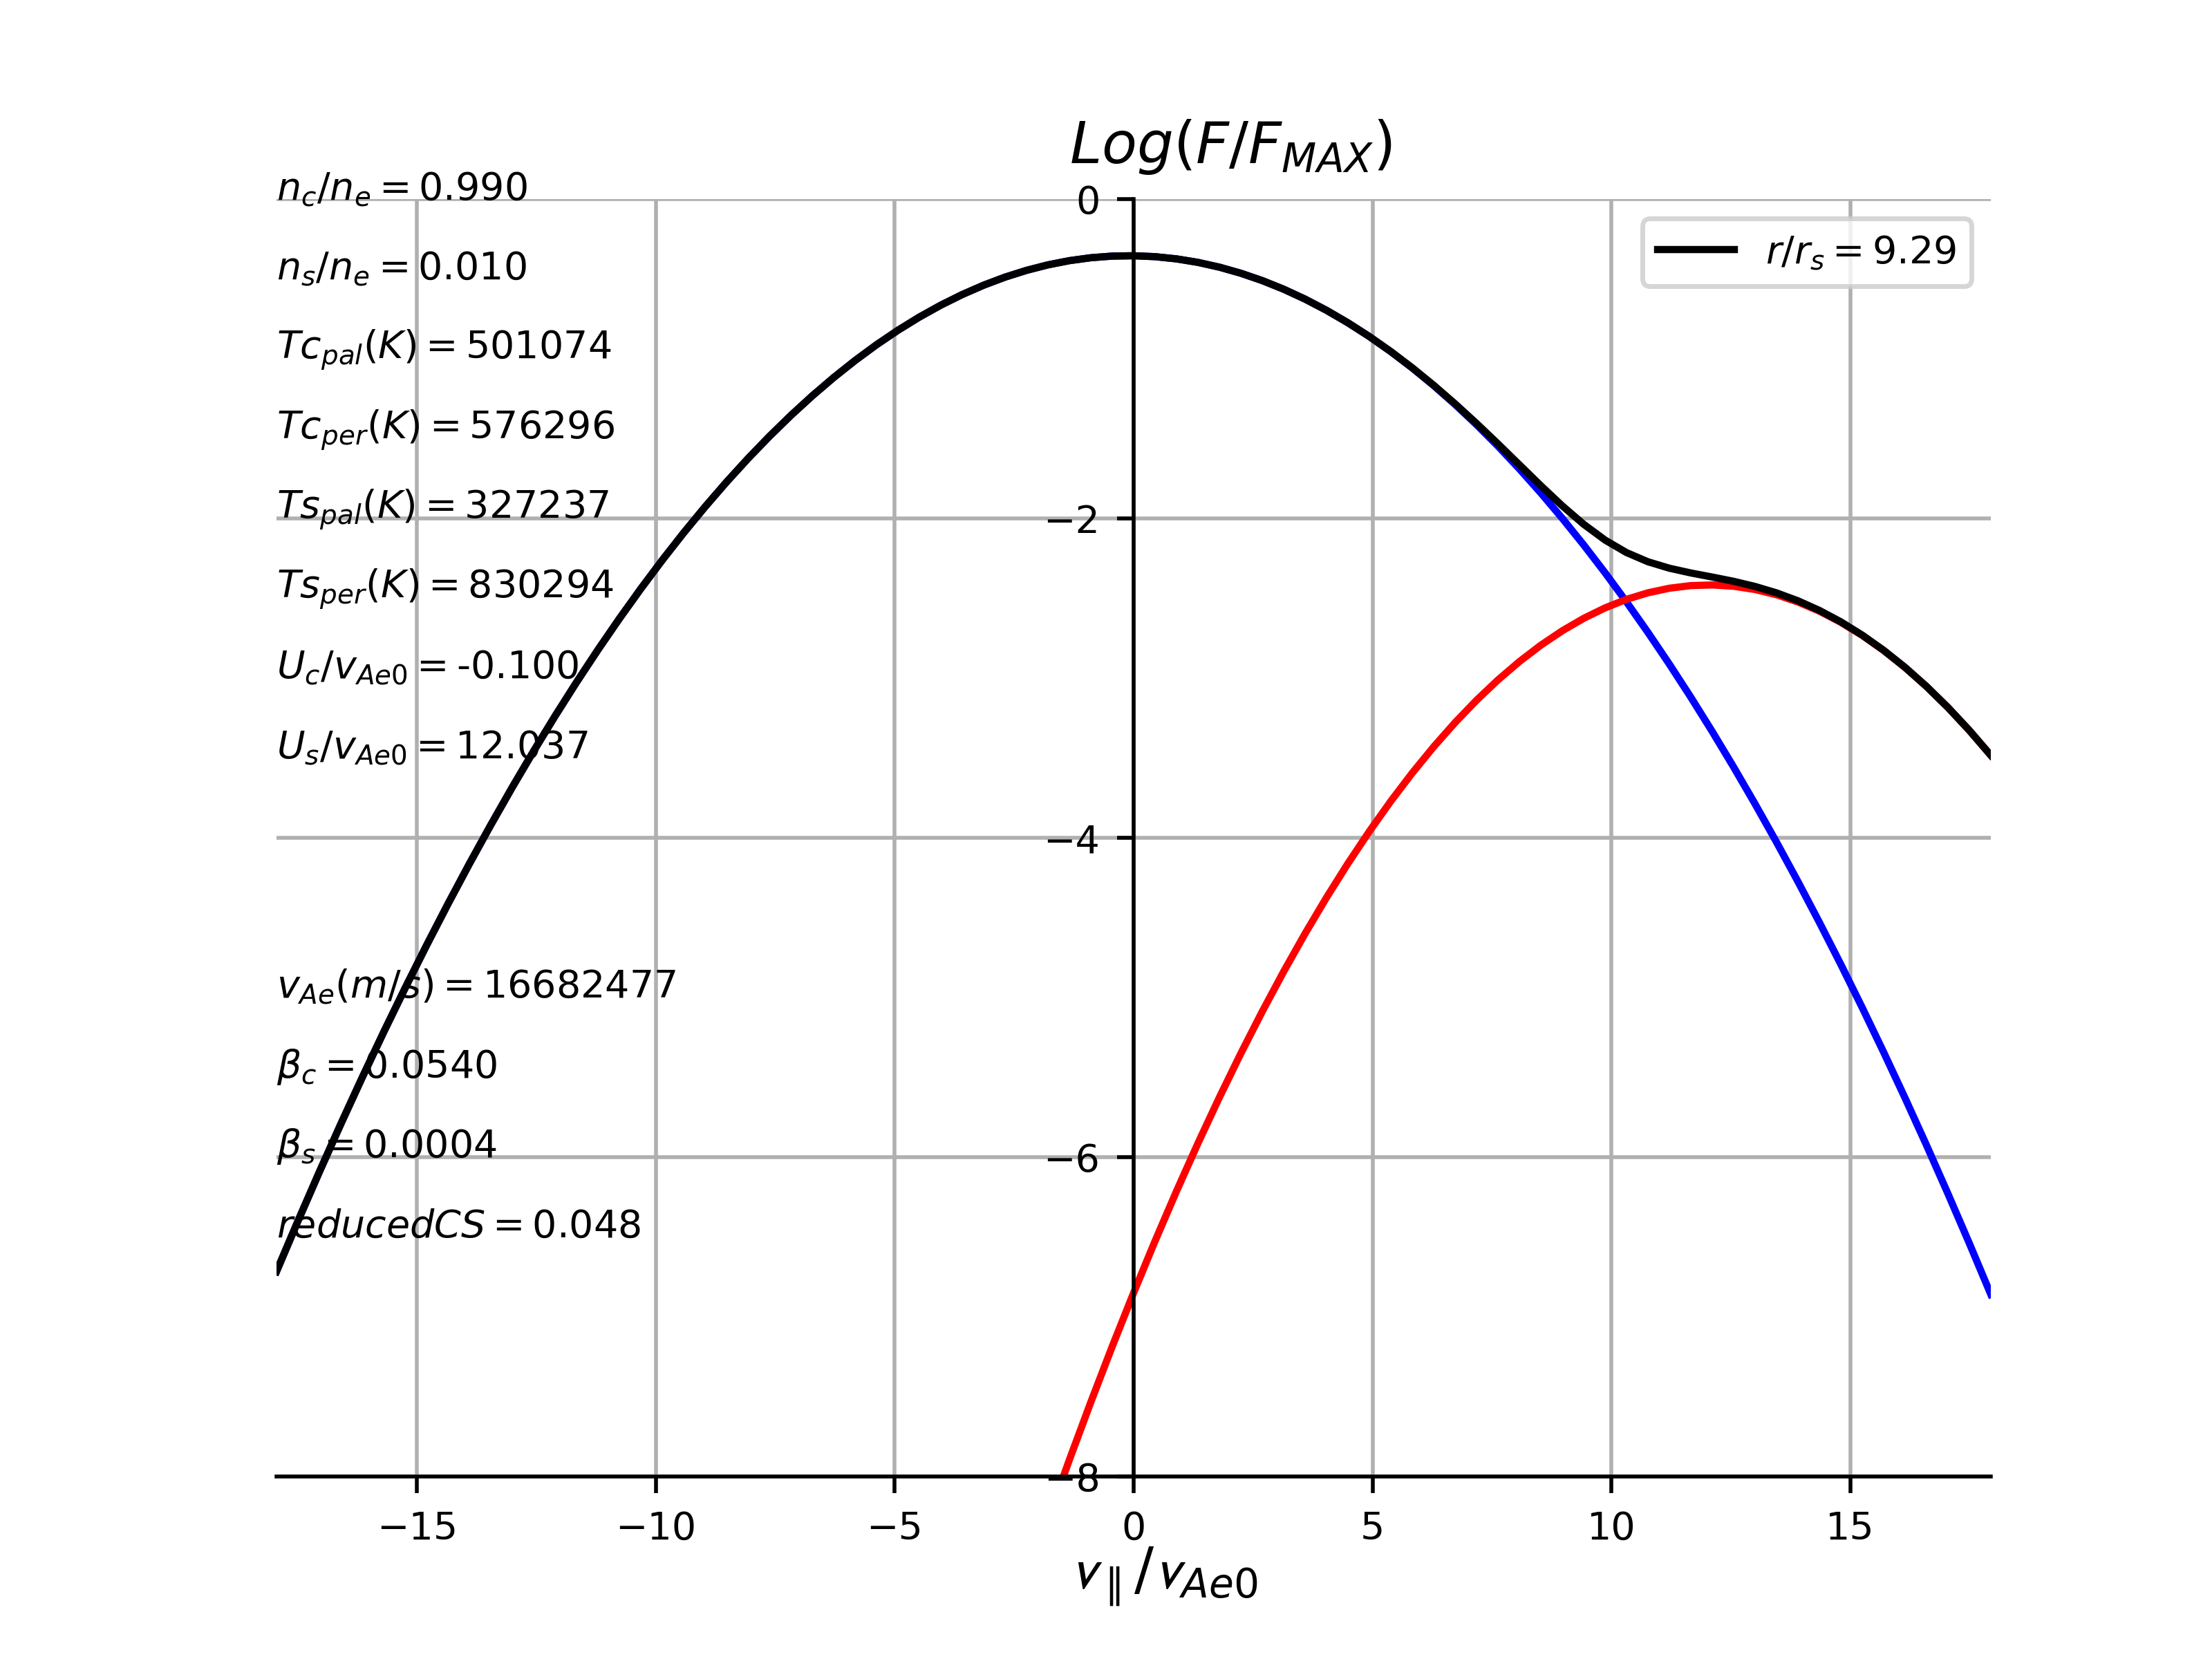 Log(F/F_MAX)
n_c/n_e = 0.990
n_s/n_e = 0.010
Tc_pal(K) = 501074
Tc_per(K) = 576296
Ts_pal(K) = 327237
Ts_per(K) = 830294
U_c/v_Ae0 = -0.100
U_s/v_Ae0 = 12.037
v_Ae(m/s) = 16682477
β_c = 0.0540
β_s = 0.0004
reducedCS = 0.048
r/r_s = 9.29
0
−2
−4
−6
−8
−15 −10 −5 0 5 10 15
v_∥/v_Ae0